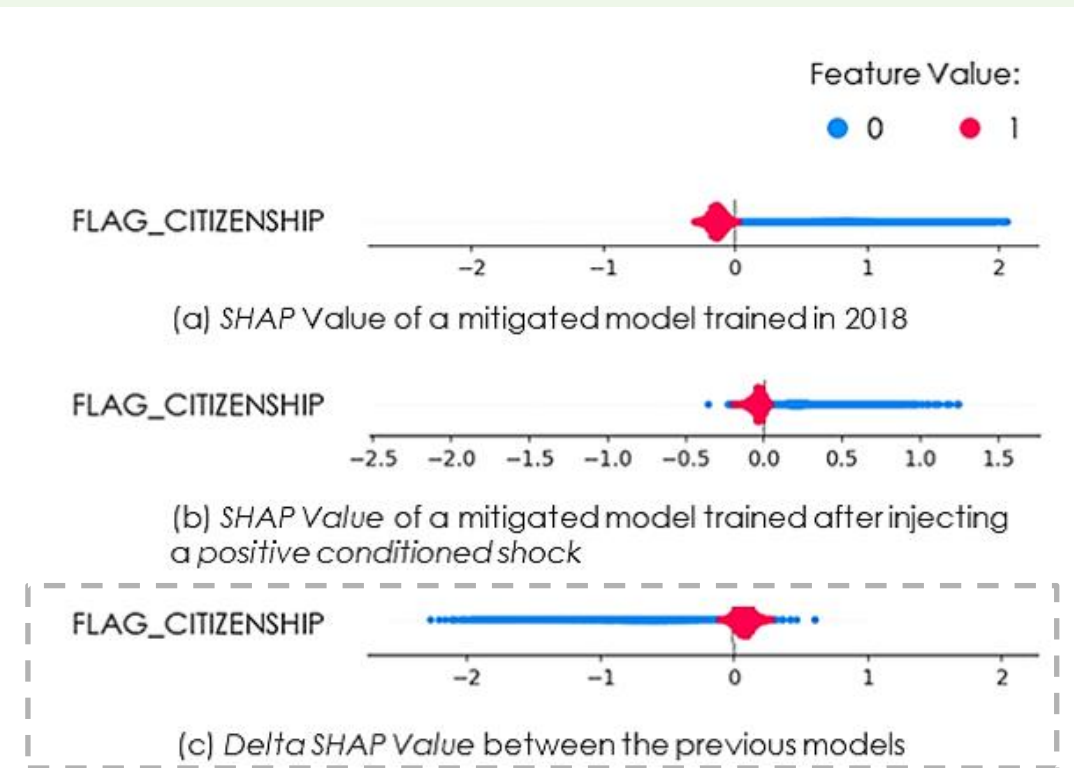 Feature Value:
0 1
FLAG_CITIZENSHIP
−2 −1 0 1 2
(a) SHAP Value of a mitigated model trained in 2018
FLAG_CITIZENSHIP
−2.5 −2.0 −1.5 −1.0 −0.5 0.0 0.5 1.0 1.5
(b) SHAP Value of a mitigated model trained after injecting
a positive conditioned shock
FLAG_CITIZENSHIP
−2 −1 0 1 2
(c) Delta SHAP Value between the previous models